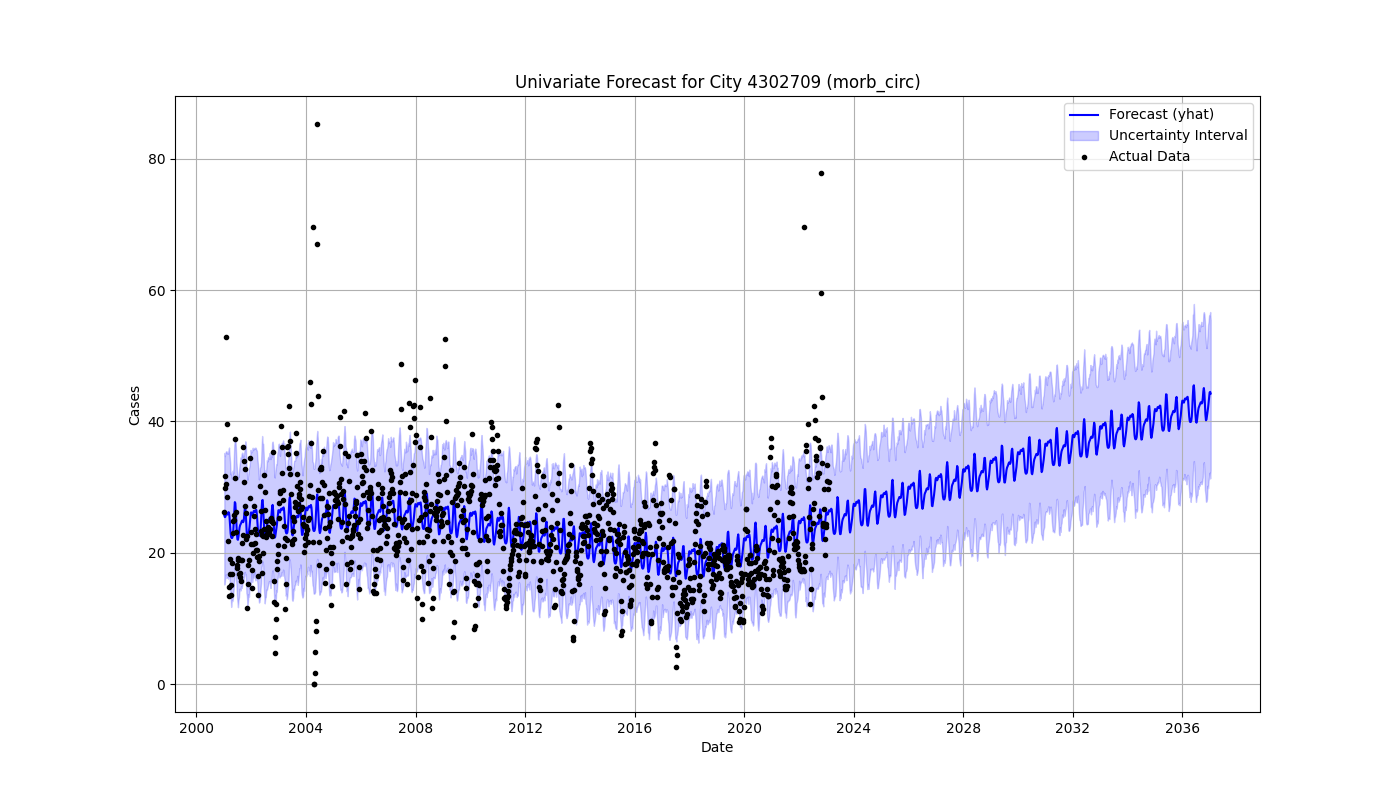 Univariate Forecast for City 4302709 (morb_circ)
Forecast (yhat)
Uncertainty Interval
Actual Data
Cases
80
60
40
20
0
2000 2004 2008 2012 2016 2020 2024 2028 2032 2036
Date